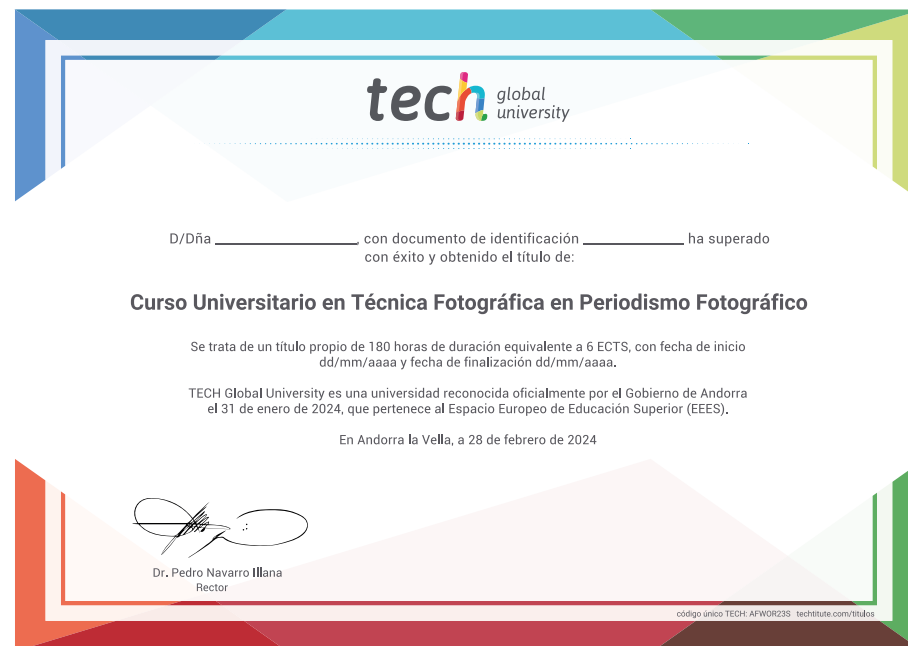 tech global university
D/Dña ________________, con documento de identificación ____________ ha superado
con éxito y obtenido el título de:
Curso Universitario en Técnica Fotográfica en Periodismo Fotográfico
Se trata de un título propio de 180 horas de duración equivalente a 6 ECTS, con fecha de inicio
dd/mm/aaaa y fecha de finalización dd/mm/aaaa.
TECH Global University es una universidad reconocida oficialmente por el Gobierno de Andorra
el 31 de enero de 2024, que pertenece al Espacio Europeo de Educación Superior (EEES).
En Andorra la Vella, a 28 de febrero de 2024
Dr. Pedro Navarro Illana
Rector
código único TECH: AFWOR23S techtitute.com/titulos